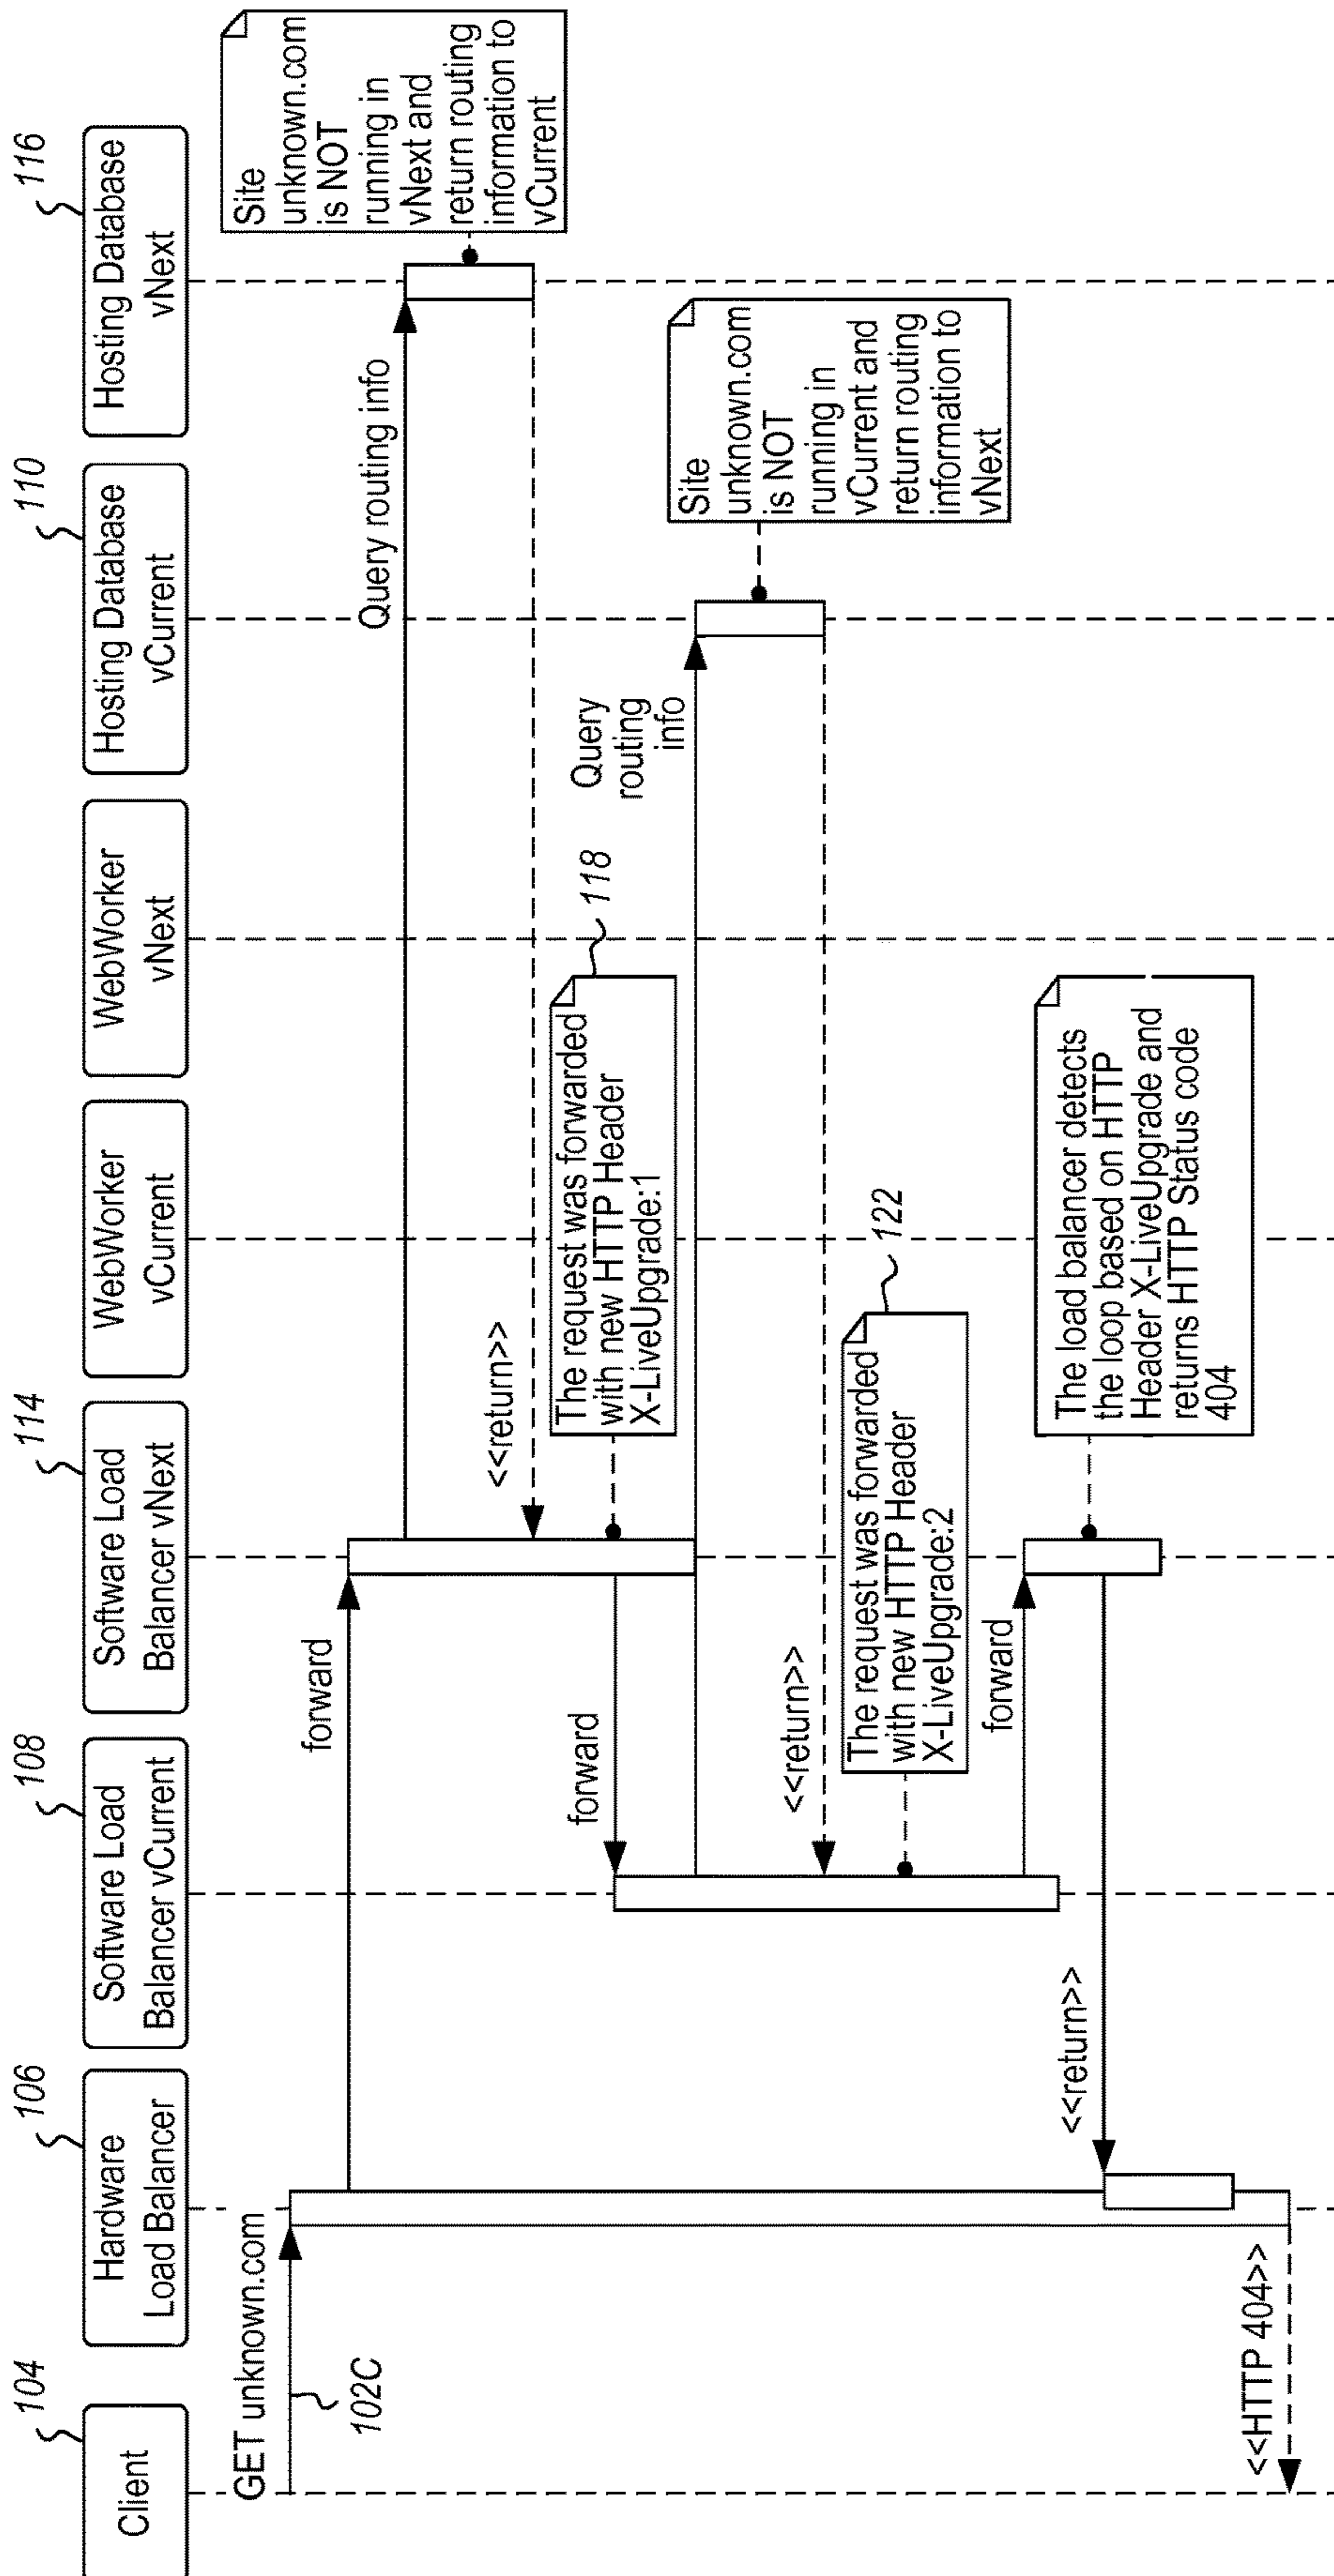 104
106
108
114
110
116
Client
Hardware
Load Balancer
Software Load
Balancer vCurrent
Software Load
Balancer vNext
WebWorker
vCurrent
WebWorker
vNext
Hosting Database
vCurrent
Hosting Database
vNext
GET unknown.com
102C
forward
Query routing info
Site
unknown.com
is NOT
running in
vNext and
return routing
information to
vCurrent
<<return>>
The request was forwarded
with new HTTP Header
X-LiveUpgrade:1
118
forward
Query
routing
info
Site
unknown.com
is NOT
running in
vCurrent and
return routing
information to
vNext
<<return>>
The request was forwarded
with new HTTP Header
X-LiveUpgrade:2
122
forward
The load balancer detects
the loop based on HTTP
Header X-LiveUpgrade and
returns HTTP Status code
404
<<return>>
<<HTTP 404>>